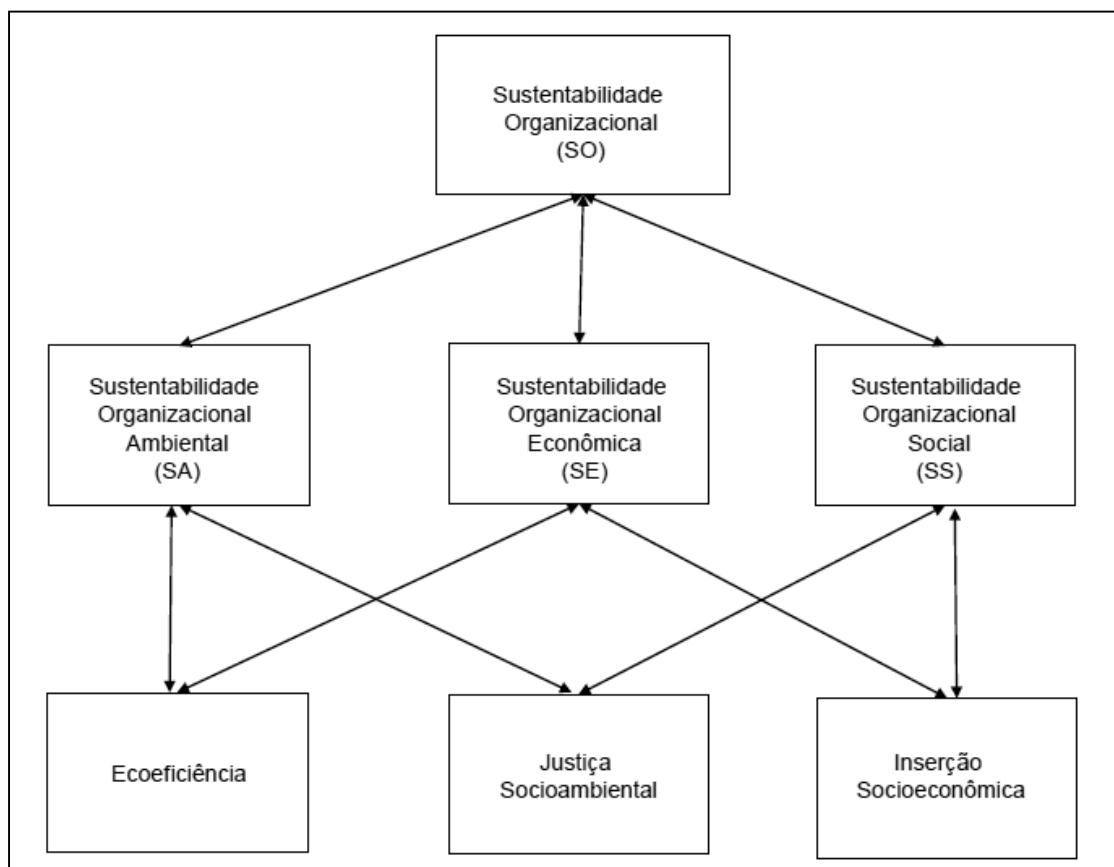 Sustentabilidade
Organizacional
(SO)
Sustentabilidade
Organizacional
Ambiental
(SA)
Sustentabilidade
Organizacional
Econômica
(SE)
Sustentabilidade
Organizacional
Social
(SS)
Ecoeficiência
Justiça
Socioambiental
Inserção
Socioeconômica